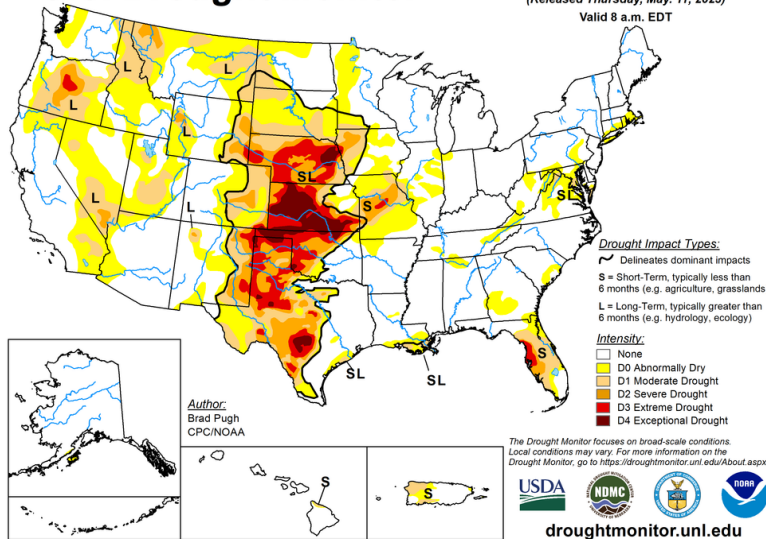 (Released Thursday, May. 11, 2023)
Valid 8 a.m. EDT
L
L
L
L
L
L
SL
S
SL
SL
SL
S
Drought Impact Types:
Delineates dominant impacts
S = Short-Term, typically less than
6 months (e.g. agriculture, grasslands
L = Long-Term, typically greater than
6 months (e.g. hydrology, ecology)
Intensity:
None
D0 Abnormally Dry
D1 Moderate Drought
D2 Severe Drought
D3 Extreme Drought
D4 Exceptional Drought
Author:
Brad Pugh
CPC/NOAA
S
S
The Drought Monitor focuses on broad-scale conditions.
Local conditions may vary. For more information on the
Drought Monitor, go to https://droughtmonitor.unl.edu/About.aspx
USDA
NDMC
NOAA
droughtmonitor.unl.edu